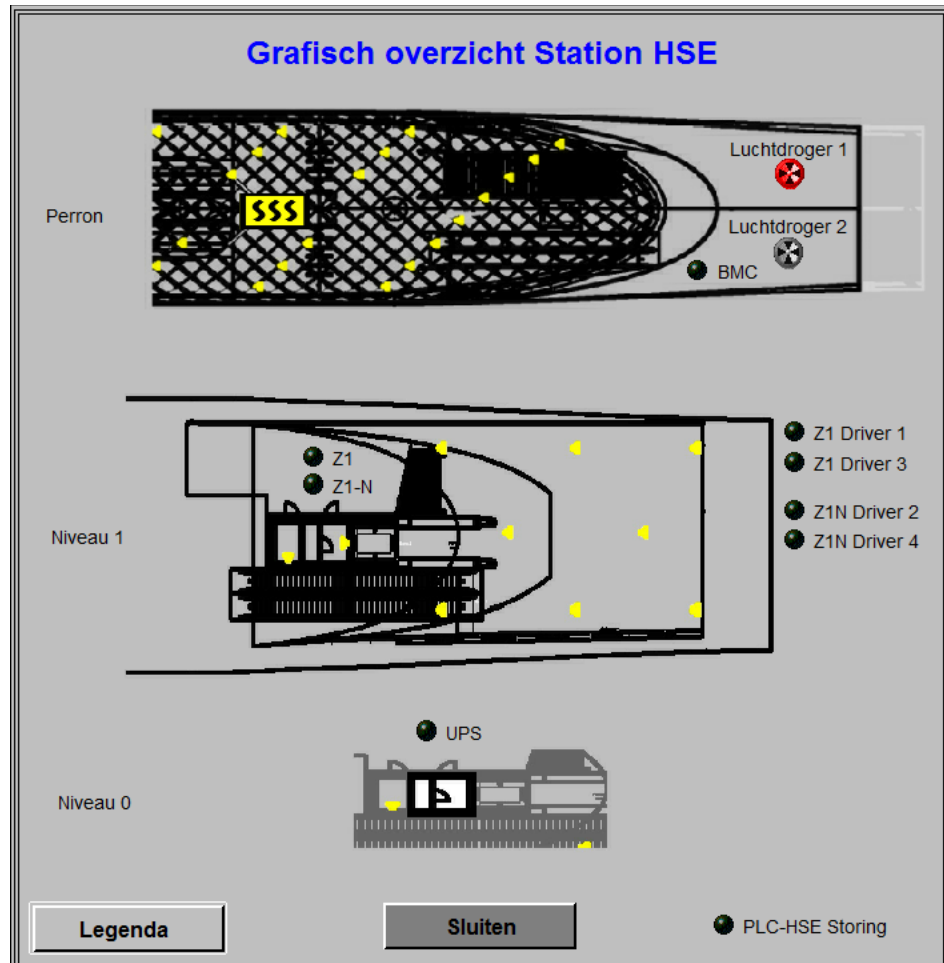 Grafisch overzicht Station HSE
Luchtdroger 1
Perron
Luchtdroger 2
BMC
Z1 Driver 1
Z1
Z1 Driver 3
Z1-N
Z1N Driver 2
Niveau 1
Z1N Driver 4
UPS
Niveau 0
Legenda
Sluiten
PLC-HSE Storing